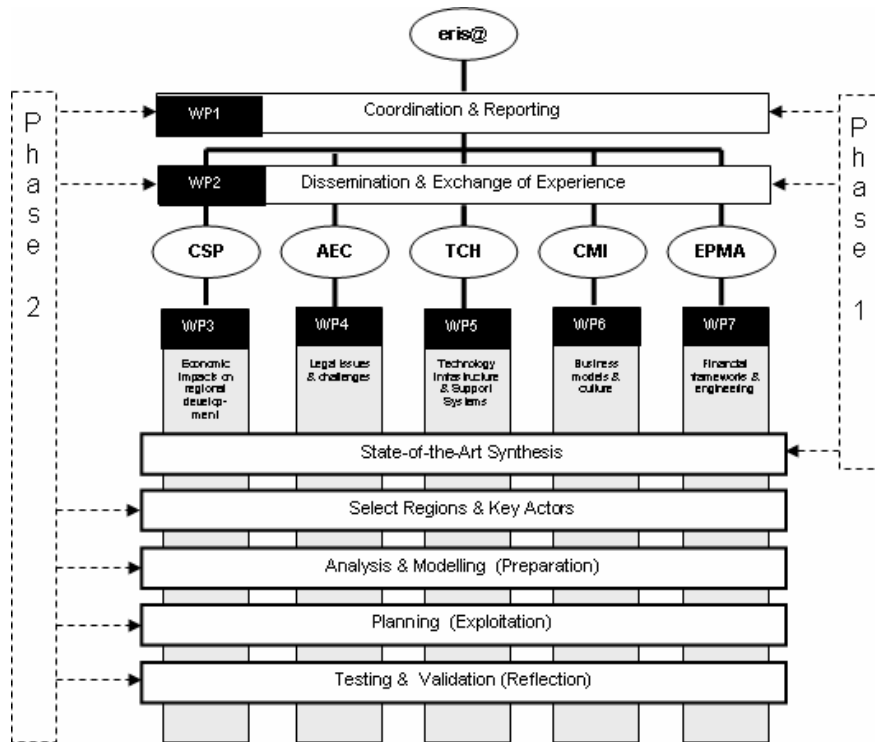 eris@
Phase 2
Phase 1
WP1
Coordination & Reporting
WP2
Dissemination & Exchange of Experience
CSP
AEC
TCH
CMI
EPMA
WP3
WP4
WP5
WP6
WP7
Economic
impacts on
regional
develop-
ment
Legal issues
& challenges
Technology
Infrastructure
& Support
Systems
Business
models &
culture
Financial
frameworks &
engineering
State-of-the-Art Synthesis
Select Regions & Key Actors
Analysis & Modelling (Preparation)
Planning (Exploitation)
Testing & Validation (Reflection)